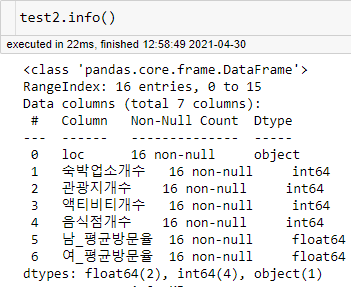 test2.info()
executed in 22ms, finished 12:58:49 2021-04-30
<class 'pandas.core.frame.DataFrame'>
RangeIndex: 16 entries, 0 to 15
Data columns (total 7 columns):
 #   Column   Non-Null Count  Dtype
---  ------   --------------  -----
 0   loc      16 non-null     object
 1   숙박업소개수   16 non-null     int64
 2   관광지개수    16 non-null     int64
 3   액티비티개수   16 non-null     int64
 4   음식점개수    16 non-null     int64
 5   남_평균방문율  16 non-null     float64
 6   여_평균방문율  16 non-null     float64
dtypes: float64(2), int64(4), object(1)